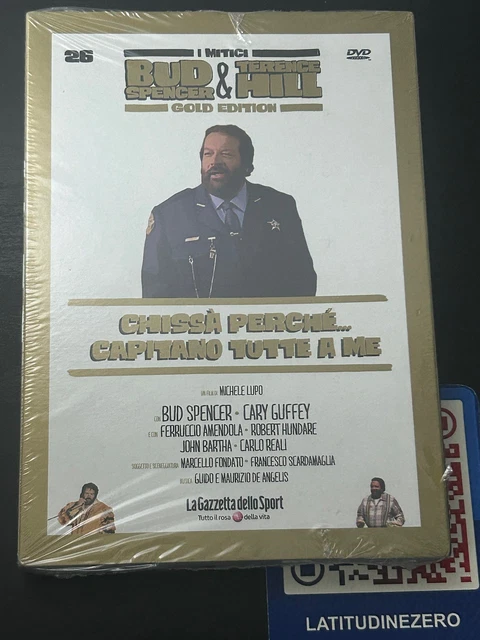 26
I MITICI
DVD
BUD SPENCER & TERENCE HILL
GOLD EDITION
CHISSÀ PERCHÉ...
CAPITANO TUTTE A ME
UN FILM DI MICHELE LUPO
CON BUD SPENCER - CARY GUFFEY
E CON FERRUCCIO AMENDOLA - ROBERT HUNDARE
JOHN BARTHA - CARLO REALI
SOGGETTO E SCENEGGIATURA MARCELLO FONDATO - FRANCESCO SCARDAMAGLIA
MUSICA GUIDO E MAURIZIO DE ANGELIS
La Gazzetta dello Sport
Tutto il rosa della vita
LATITUDINEZERO